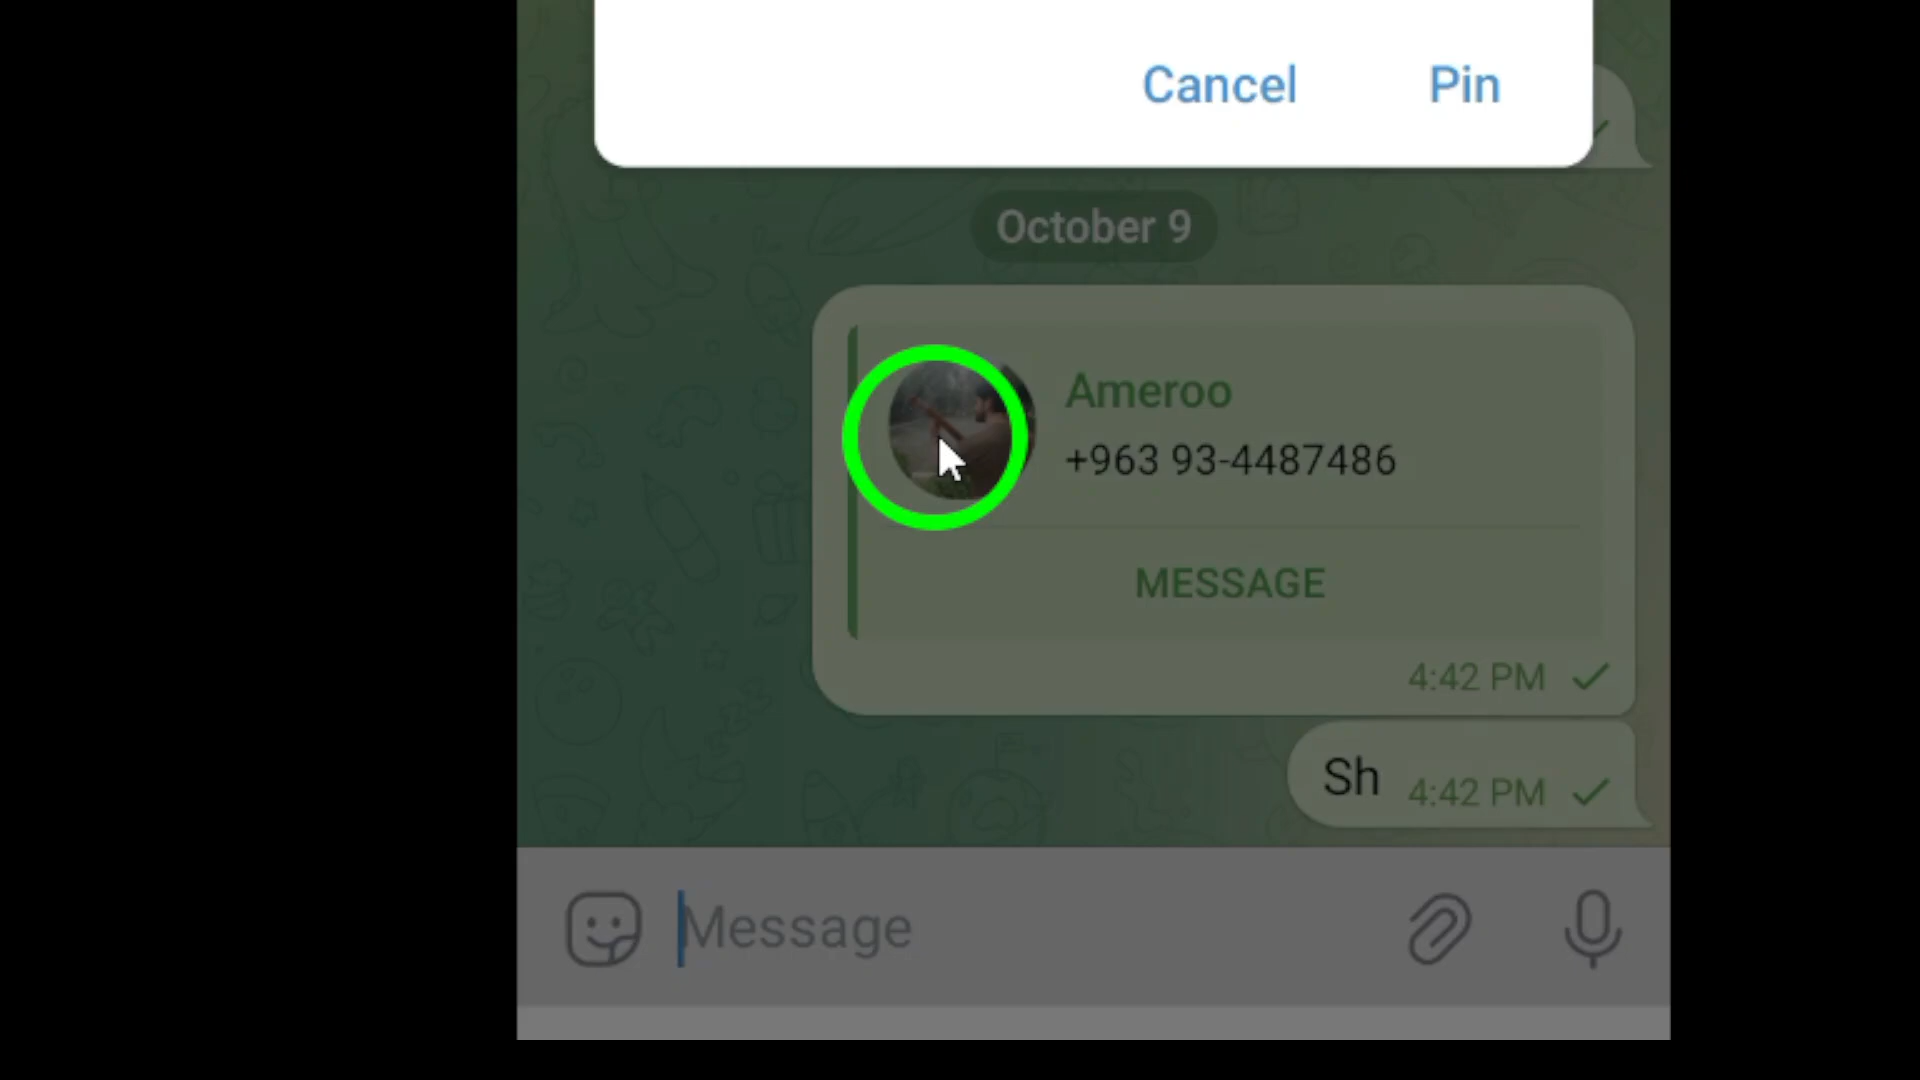 Cancel Pin
October 9
Ameroo
+963 93-4487486
MESSAGE
4:42 PM
Sh 4:42 PM
Message